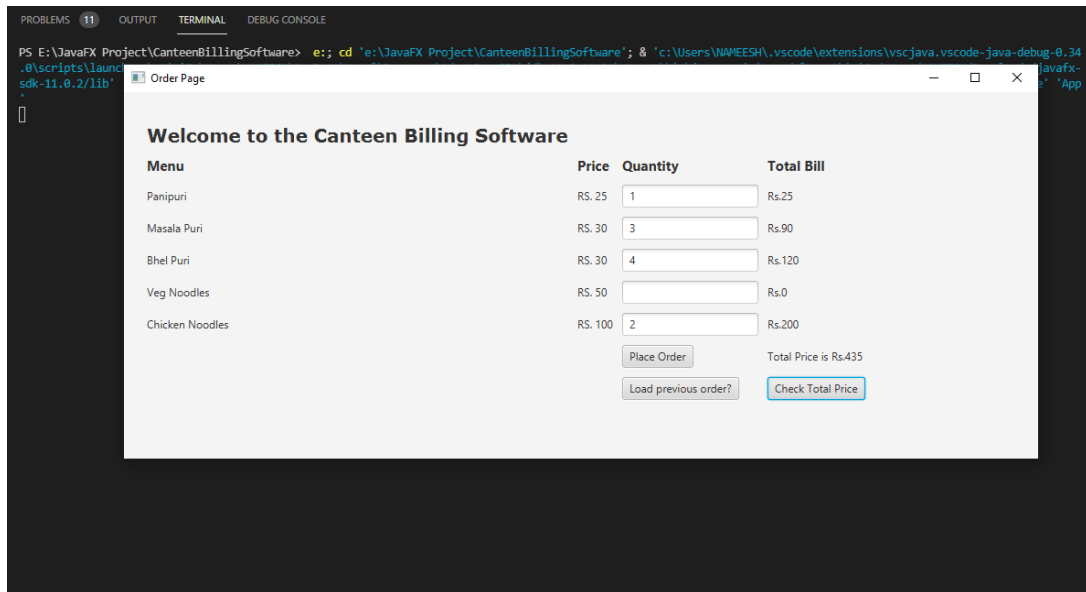 PROBLEMS 11 OUTPUT TERMINAL DEBUG CONSOLE
PS E:\JavaFX Project\CanteenBillingSoftware> e:; cd 'e:\JavaFX Project\CanteenBillingSoftware'; & 'c:\Users\NAMEESH\.vscode\extensions\vscjava.vscode-java-debug-0.34
.0\scripts\launc javafx-
sdk-11.0.2/lib' e' 'App
'
Order Page
Welcome to the Canteen Billing Software
Menu Price Quantity Total Bill
Panipuri RS. 25 1 Rs.25
Masala Puri RS. 30 3 Rs.90
Bhel Puri RS. 30 4 Rs.120
Veg Noodles RS. 50 Rs.0
Chicken Noodles RS. 100 2 Rs.200
Place Order Total Price is Rs.435
Load previous order? Check Total Price